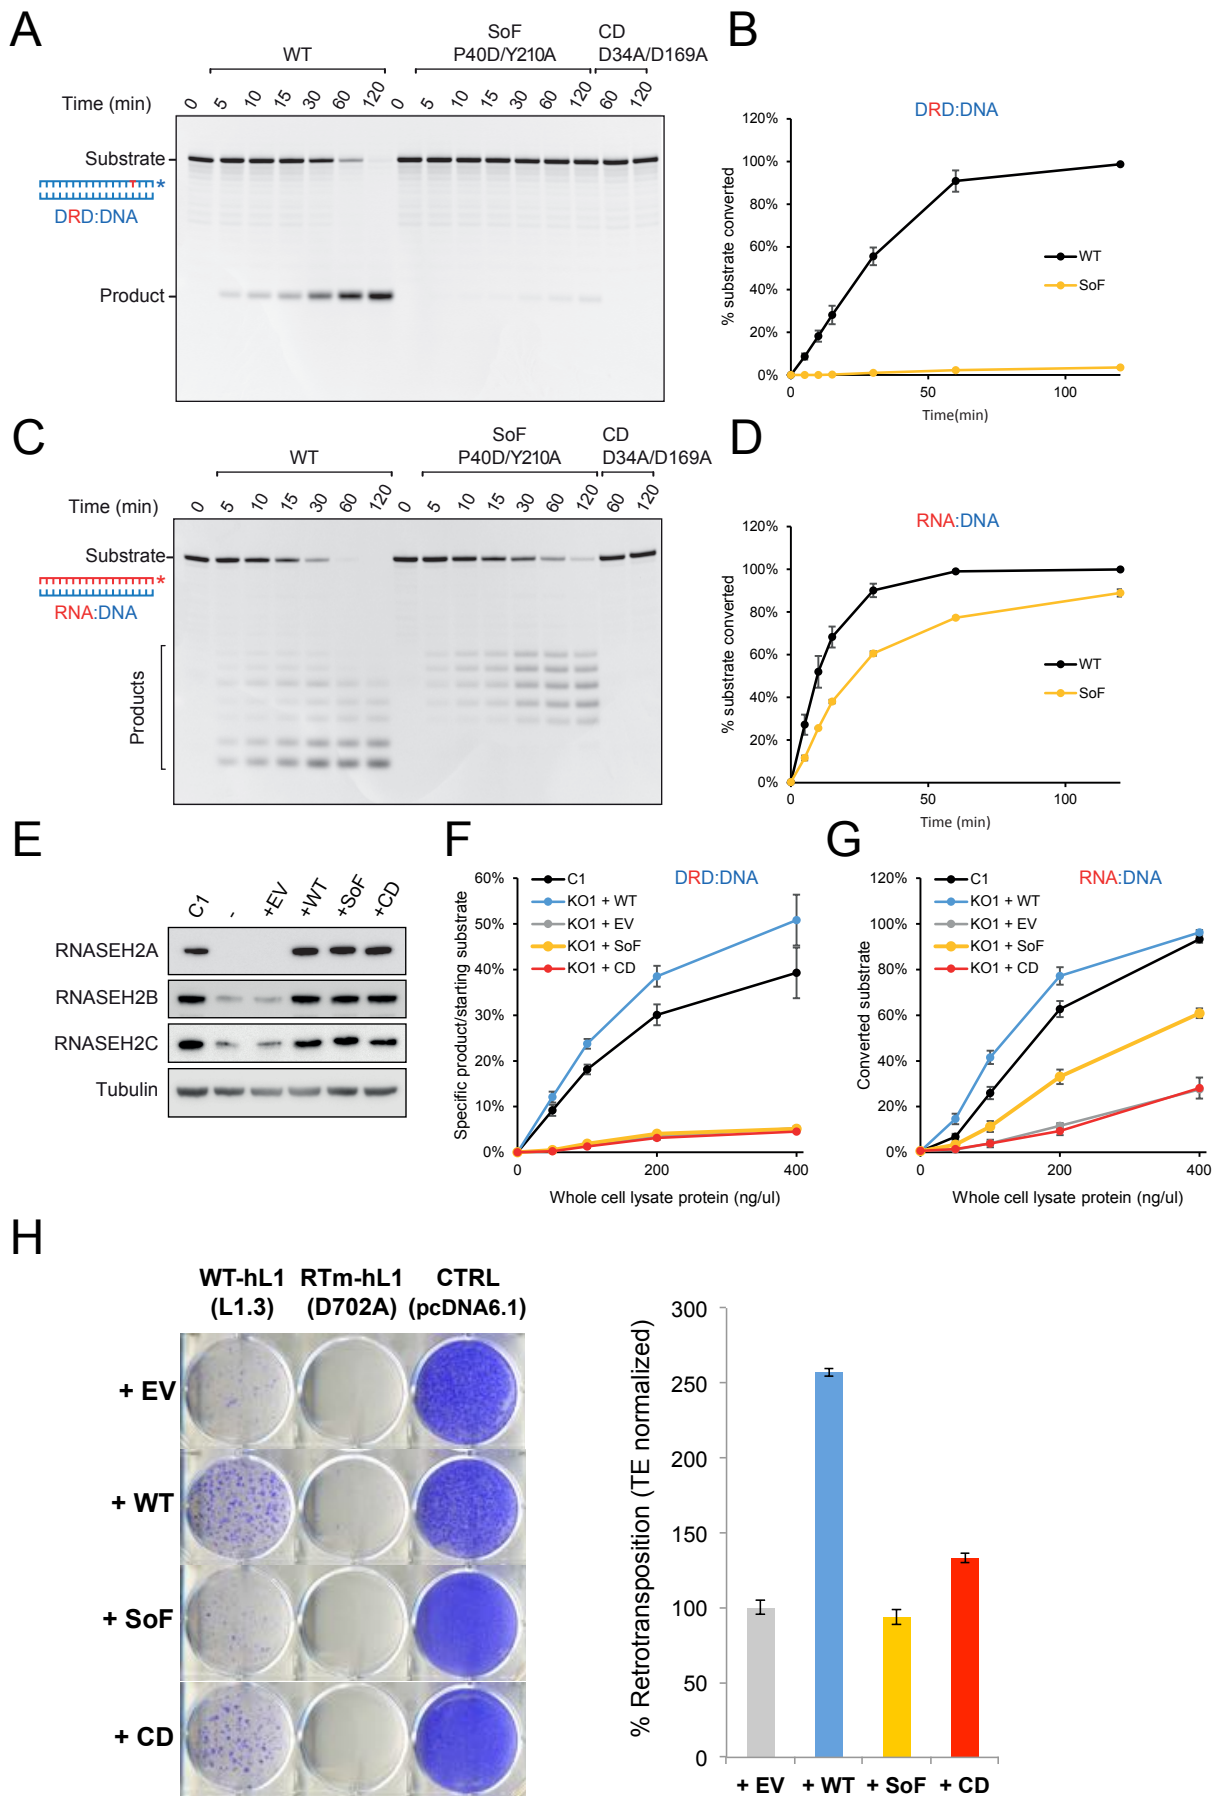 A
WT
SoF
P40D/Y210A
CD
D34A/D169A
Time (min)
0 5 10 15 30 60 120 0 5 10 15 30 60 120 60 120
Substrate
*
DRD:DNA
Product
B
DRD:DNA
120%
100%
80%
60%
40%
20%
0%
% substrate converted
WT
SoF
0 50 100
Time(min)
C
WT
SoF
P40D/Y210A
CD
D34A/D169A
Time (min)
0 5 10 15 30 60 120 0 5 10 15 30 60 120 60 120
Substrate
*
RNA:DNA
Products
D
RNA:DNA
120%
100%
80%
60%
40%
20%
0%
% substrate converted
WT
SoF
0 50 100
Time (min)
E
C1 - +EV +WT +SoF +CD
RNASEH2A
RNASEH2B
RNASEH2C
Tubulin
F
DRD:DNA
C1
KO1 + WT
KO1 + EV
KO1 + SoF
KO1 + CD
60%
50%
40%
30%
20%
10%
0%
Specific product/starting substrate
0 200 400
Whole cell lysate protein (ng/ul)
G
RNA:DNA
C1
KO1 + WT
KO1 + EV
KO1 + SoF
KO1 + CD
120%
100%
80%
60%
40%
20%
0%
Converted substrate
0 200 400
Whole cell lysate protein (ng/ul)
H
WT-hL1 RTm-hL1 CTRL
(L1.3) (D702A) (pcDNA6.1)
+ EV
+ WT
+ SoF
+ CD
300
250
200
150
100
50
0
% Retrotransposition (TE normalized)
+ EV + WT + SoF + CD